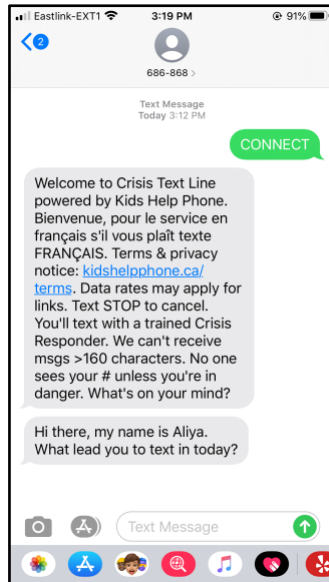 Eastlink-EXT1 3:19 PM 91%
2
686-868 >
Text Message
Today 3:12 PM
CONNECT
Welcome to Crisis Text Line
powered by Kids Help Phone.
Bienvenue, pour le service en
français s'il vous plaît texte
FRANÇAIS. Terms & privacy
notice: kidshelpphone.ca/
terms. Data rates may apply for
links. Text STOP to cancel.
You'll text with a trained Crisis
Responder. We can't receive
msgs >160 characters. No one
sees your # unless you're in
danger. What's on your mind?
Hi there, my name is Aliya.
What lead you to text in today?
Text Message